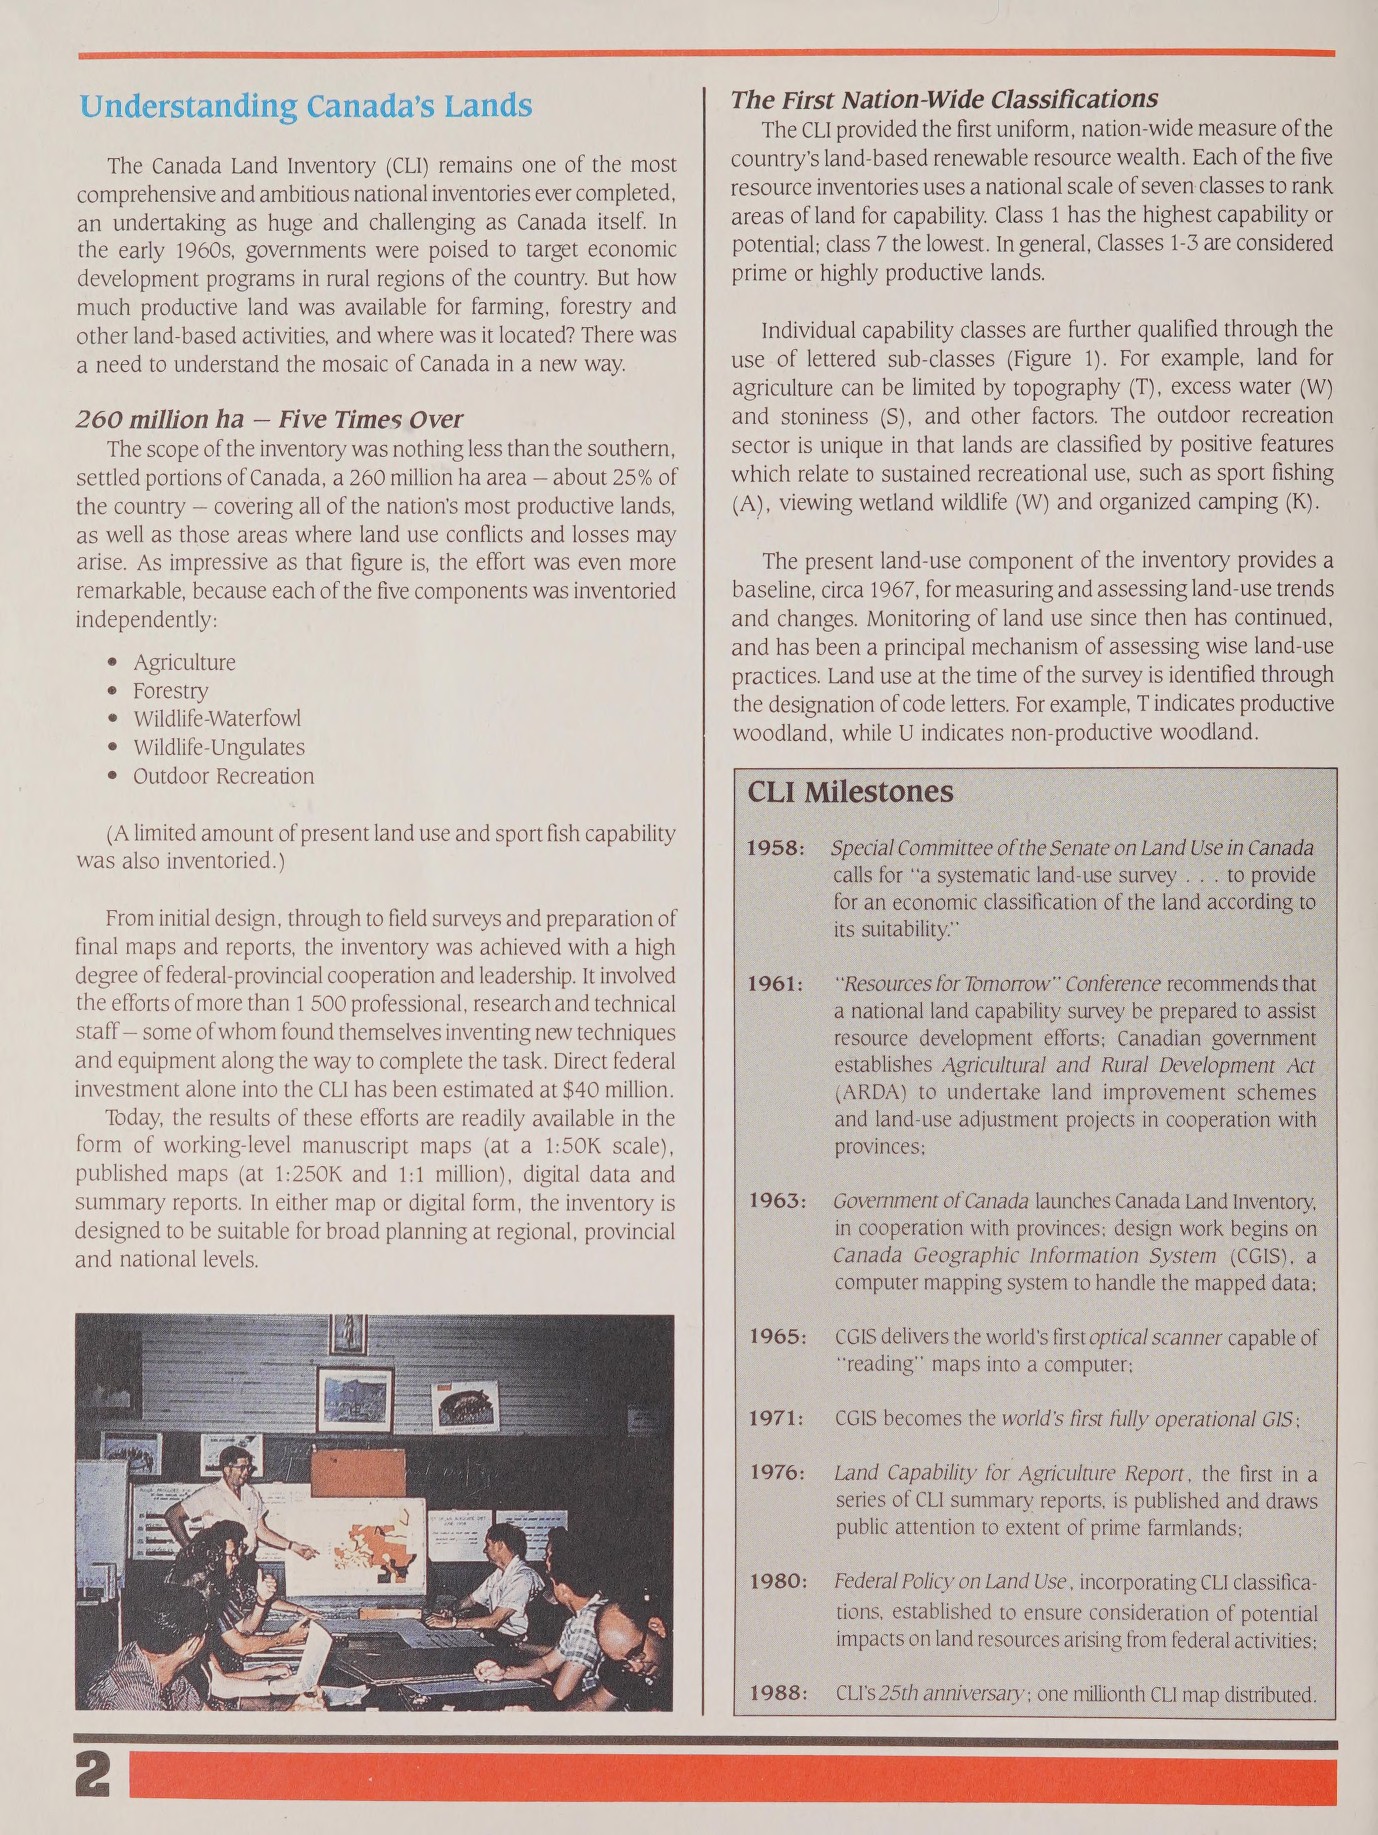 Understanding Canada's Lands
The Canada Land Inventory (CLI) remains one of the most
comprehensive and ambitious national inventories ever completed,
an undertaking as huge and challenging as Canada itself. In
the early 1960s, governments were poised to target economic
development programs in rural regions of the country. But how
much productive land was available for farming, forestry and
other land-based activities, and where was it located? There was
a need to understand the mosaic of Canada in a new way.
260 million ha — Five Times Over
The scope of the inventory was nothing less than the southern,
settled portions of Canada, a 260 million ha area — about 25% of
the country — covering all of the nation's most productive lands,
as well as those areas where land use conflicts and losses may
arise. As impressive as that figure is, the effort was even more
remarkable, because each of the five components was inventoried
independently:
• Agriculture
• Forestry
• Wildlife-Waterfowl
• Wildlife-Ungulates
• Outdoor Recreation
(A limited amount of present land use and sport fish capability
was also inventoried.)
From initial design, through to field surveys and preparation of
final maps and reports, the inventory was achieved with a high
degree of federal-provincial cooperation and leadership. It involved
the efforts of more than 1 500 professional, research and technical
staff — some of whom found themselves inventing new techniques
and equipment along the way to complete the task. Direct federal
investment alone into the CLI has been estimated at $40 million.
Today, the results of these efforts are readily available in the
form of working-level manuscript maps (at a 1:50K scale),
published maps (at 1:250K and 1:1 million), digital data and
summary reports. In either map or digital form, the inventory is
designed to be suitable for broad planning at regional, provincial
and national levels.
The First Nation-Wide Classifications
The CLI provided the first uniform, nation-wide measure of the
country's land-based renewable resource wealth. Each of the five
resource inventories uses a national scale of seven classes to rank
areas of land for capability. Class 1 has the highest capability or
potential; class 7 the lowest. In general, Classes 1-3 are considered
prime or highly productive lands.
Individual capability classes are further qualified through the
use of lettered sub-classes (Figure 1). For example, land for
agriculture can be limited by topography (T), excess water (W)
and stoniness (S), and other factors. The outdoor recreation
sector is unique in that lands are classified by positive features
which relate to sustained recreational use, such as sport fishing
(A), viewing wetland wildlife (W) and organized camping (K).
The present land-use component of the inventory provides a
baseline, circa 1967, for measuring and assessing land-use trends
and changes. Monitoring of land use since then has continued,
and has been a principal mechanism of assessing wise land-use
practices. Land use at the time of the survey is identified through
the designation of code letters. For example, T indicates productive
woodland, while U indicates non-productive woodland.
CLI Milestones
1958: Special Committee of the Senate on Land Use in Canada
calls for "a systematic land-use survey . . . to provide
for an economic classification of the land according to
its suitability."
1961: "Resources for Tomorrow" Conference recommends that
a national land capability survey be prepared to assist
resource development efforts; Canadian government
establishes Agricultural and Rural Development Act
(ARDA) to undertake land improvement schemes
and land-use adjustment projects in cooperation with
provinces;
1963: Government of Canada launches Canada Land Inventory,
in cooperation with provinces; design work begins on
Canada Geographic Information System (CGIS), a
computer mapping system to handle the mapped data;
1965: CGIS delivers the world's first optical scanner capable of
"reading" maps into a computer;
1971: CGIS becomes the world's first fully operational GIS;
1976: Land Capability for Agriculture Report, the first in a
series of CLI summary reports, is published and draws
public attention to extent of prime farmlands;
1980: Federal Policy on Land Use, incorporating CLI classifica-
tions, established to ensure consideration of potential
impacts on land resources arising from federal activities;
1988: CLI's 25th anniversary; one millionth CLI map distributed.
2